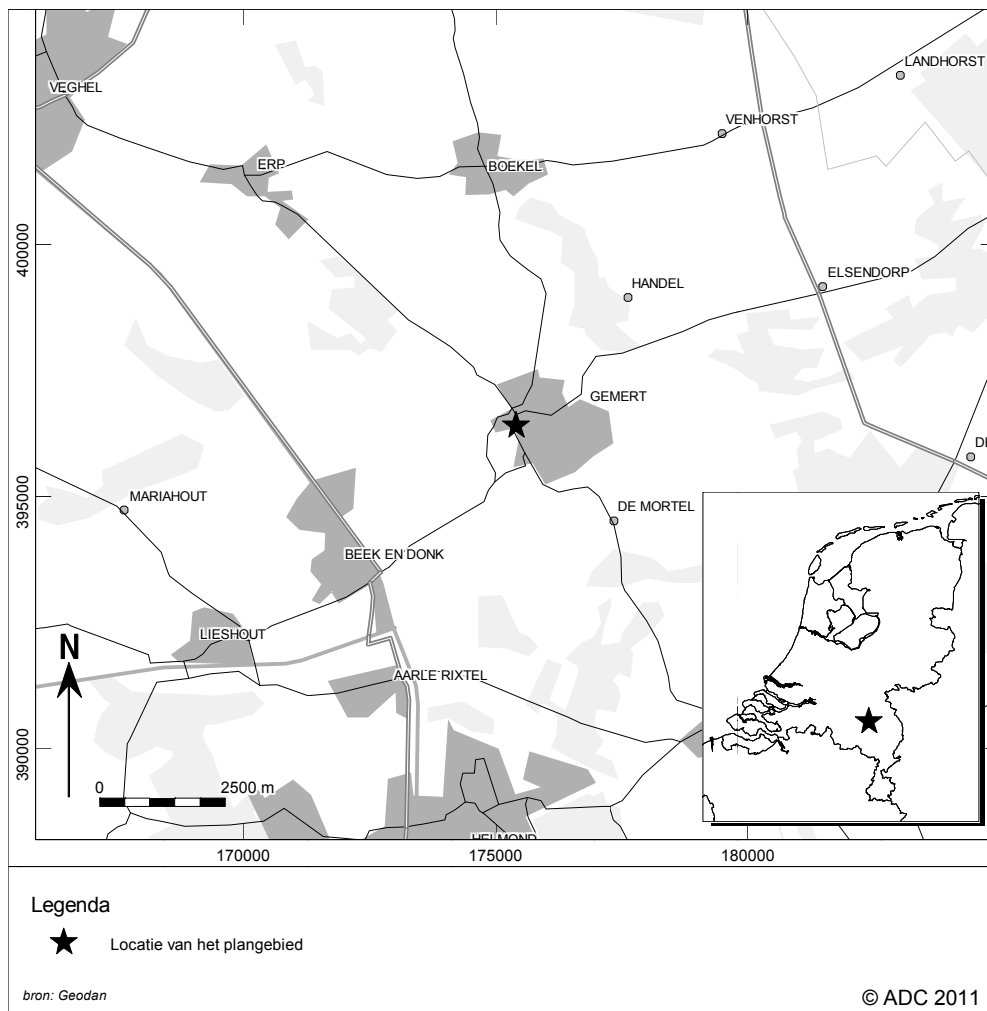 LANDHORST
VEGHEL
VENHORST
ERP
BOEKEL
400000
ELSENDORP
HANDEL
GEMERT
DE
MARIAHOUT
395000
DE MORTEL
BEEK EN DONK
LIESHOUT
N
AARLE RIXTEL
390000
0 2500 m
HELMOND
170000 175000 180000
Legenda
Locatie van het plangebied
bron: Geodan
© ADC 2011